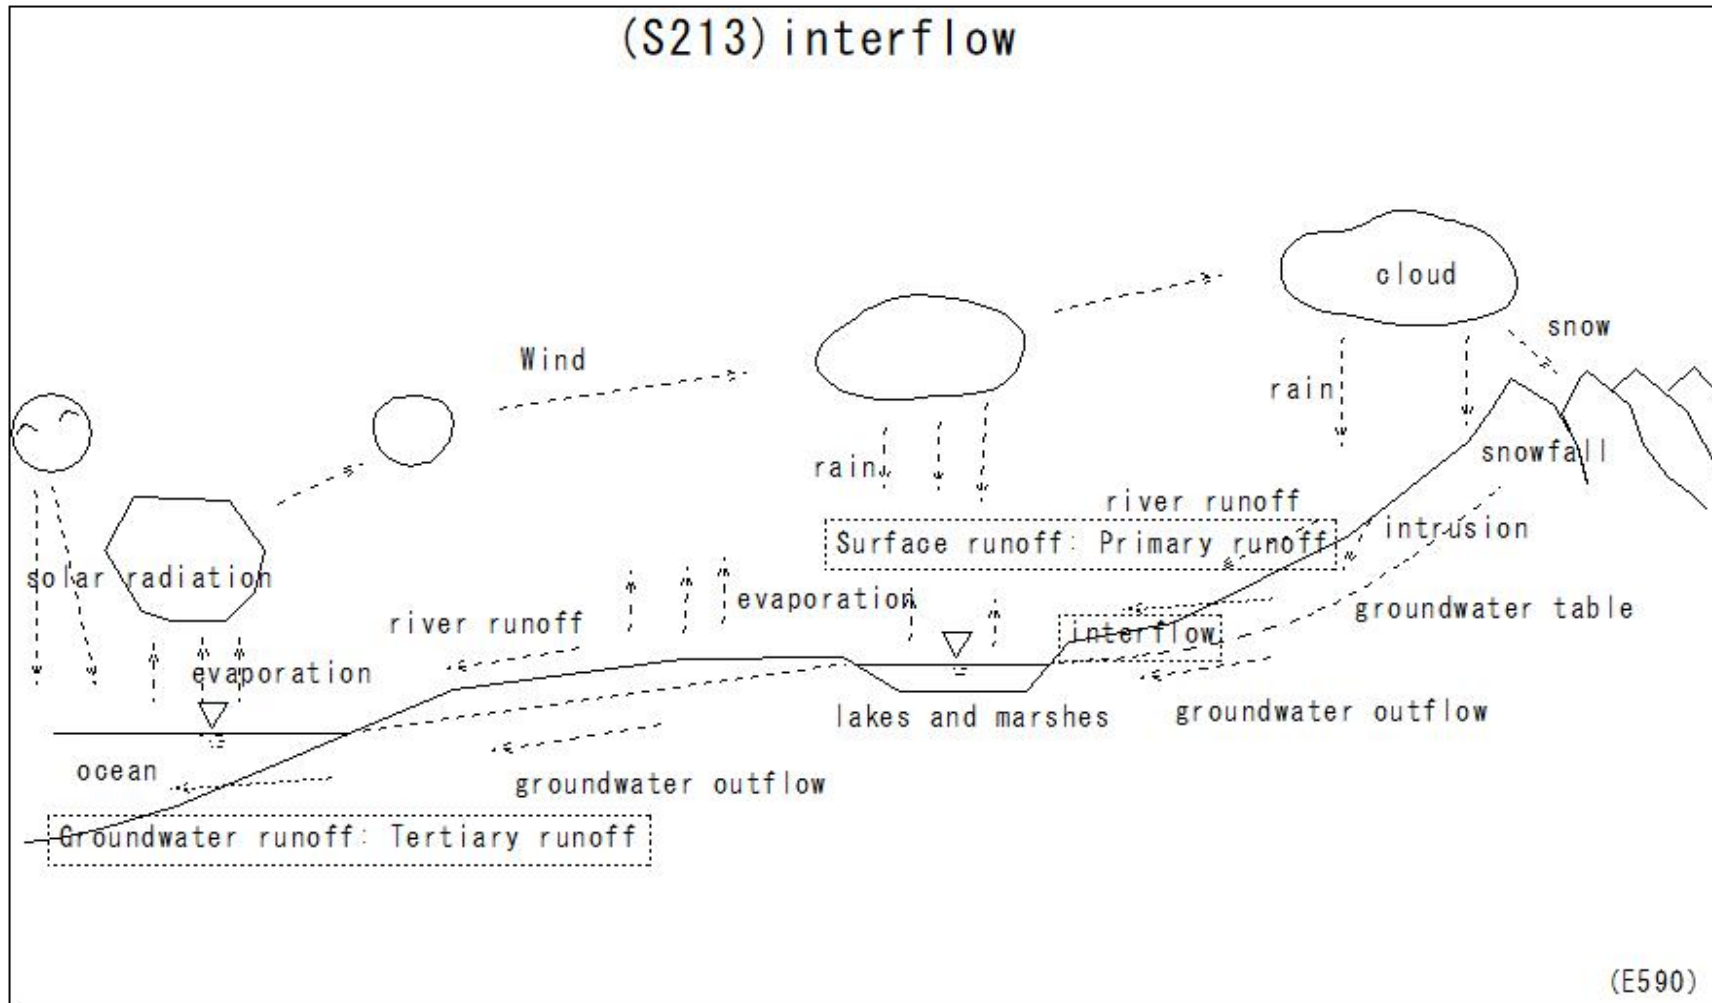 (S213)interflow
cloud
snow
Wind
rain
snowfall
rain
river runoff
intrusion
Surface runoff: Primary runoff
solar radiation
evaporation
groundwater table
river runoff
interflow
evaporation
lakes and marshes
groundwater outflow
ocean
groundwater outflow
Groundwater runoff: Tertiary runoff
(E590)